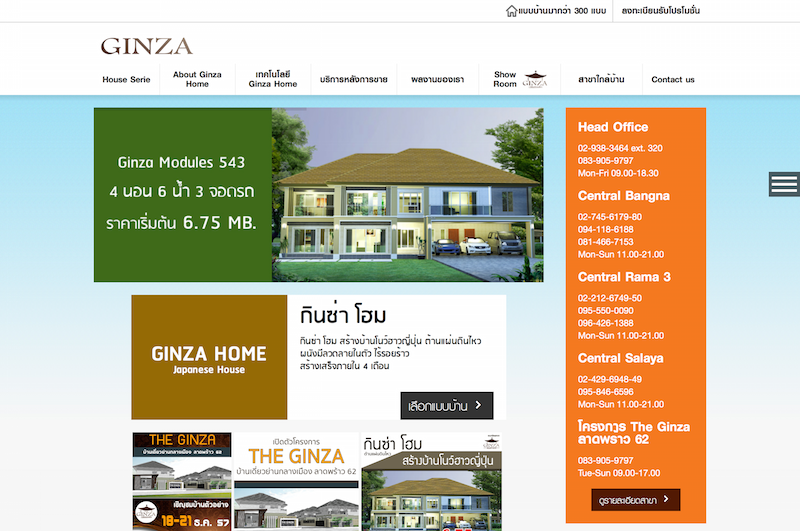 แบบบ้านมากว่า 300 แบบ
ลงทะเบียนรับโปรโมชั่น
GINZA
House Serie
About Ginza
Home
เทคโนโลยี
Ginza Home
บริการหลังการขาย
ผลงานของเรา
Show
Room
GINZA
สาขาใกล้บ้าน
Contact us
Ginza Modules 543
4 นอน 6 น้ำ 3 จอดรถ
ราคาเริ่มต้น 6.75 MB.
GINZA HOME
Japanese House
กินซ่า โฮม
กินซ่า โฮม สร้างบ้านโนว์ฮาวญี่ปุ่น ต้านแผ่นดินไหว
ผนังมีลวดลายในตัว ไร้รอยร้าว
สร้างเสร็จภายใน 4 เดือน
เลือกแบบบ้าน
THE GINZA
บ้านเดี่ยวย่านกลางเมือง ลาดพร้าว 62
เชิญชมบ้านตัวอย่าง
18-21 ธ.ค. 57
เปิดตัวโครงการ
THE GINZA
บ้านเดี่ยวย่านกลางเมือง ลาดพร้าว 62
กินซ่า โฮม
สร้างบ้านโนว์ฮาวญี่ปุ่น
Head Office
02-938-3464 ext. 320
083-905-9797
Mon-Fri 09.00-18.30
Central Bangna
02-745-6179-80
094-118-6188
081-466-7153
Mon-Sun 11.00-21.00
Central Rama 3
02-212-6749-50
095-550-0090
096-426-1388
Mon-Sun 11.00-21.00
Central Salaya
02-429-6948-49
095-846-6596
Mon-Sun 11.00-21.00
โครงการ The Ginza
ลาดพราว 62
083-905-9797
Tue-Sun 09.00-17.00
ดูรายละเอียดสาขา